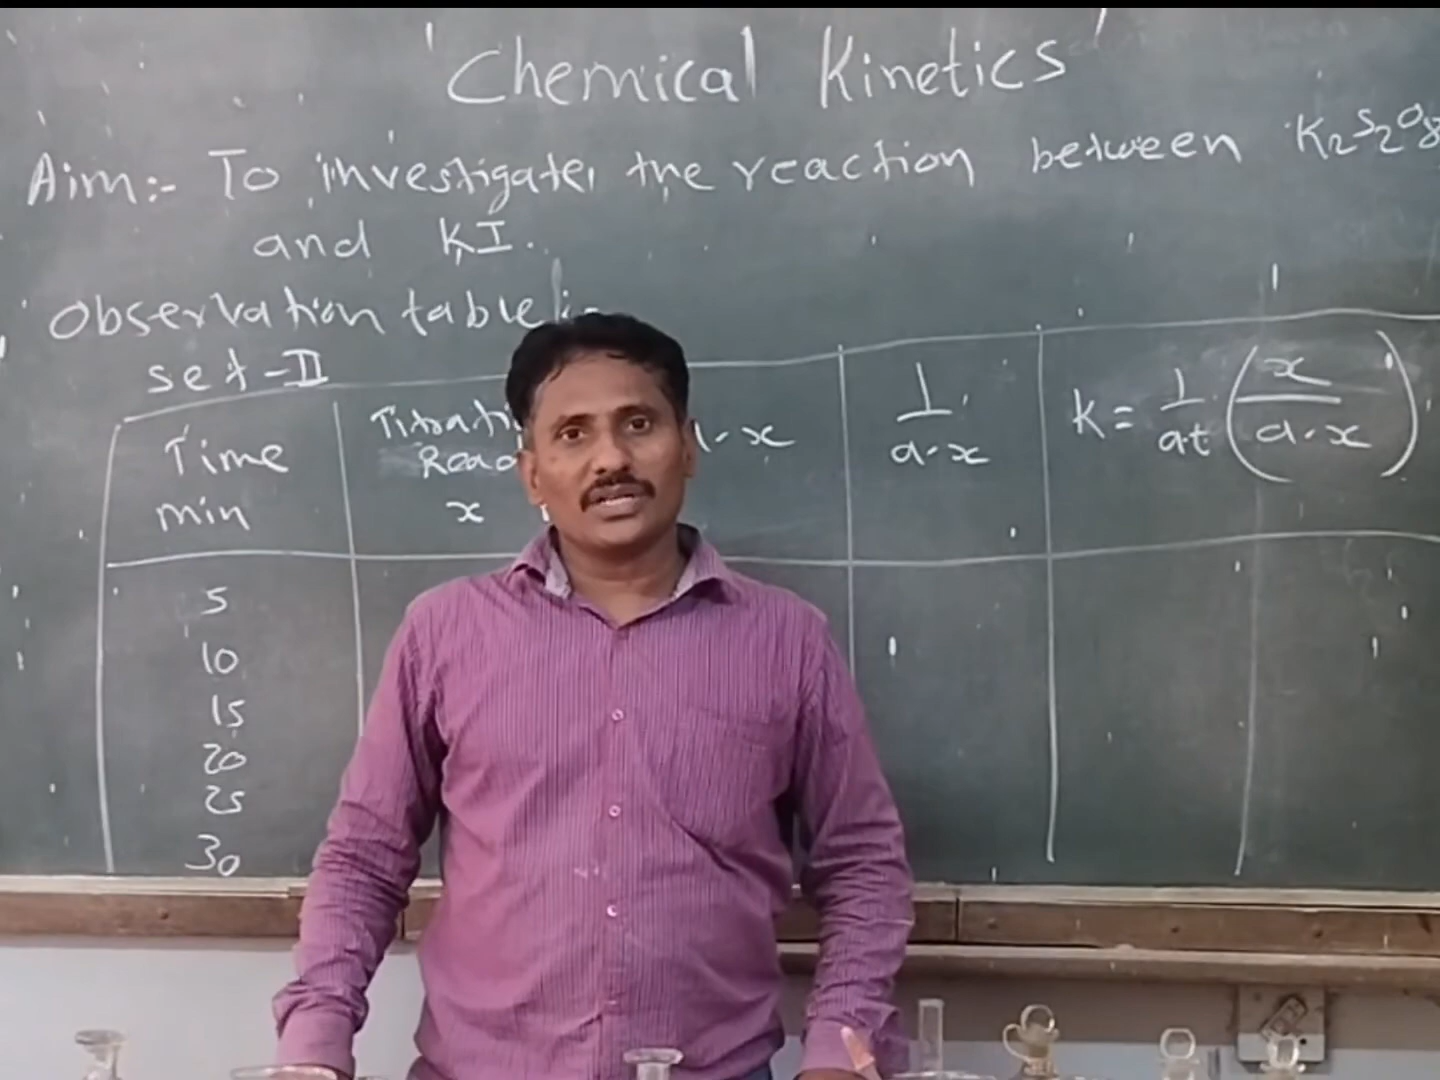 'Chemical Kinetics'
Aim:- To investigate, the reaction between K2S2O8
and KI.
Observation table:-
set-II
Time
min
x
a-x
1
a-x
K = 1/a.t (x/a-x)
5
10
15
20
25
30